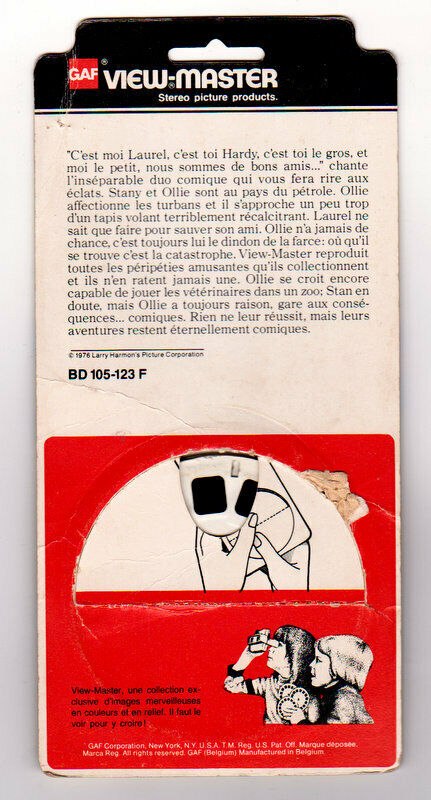 GAF ® VIEW-MASTER
Stereo picture products.
"C'est moi Laurel, c'est toi Hardy, c'est toi le gros, et
moi le petit, nous sommes de bons amis..." chante
l'inséparable duo comique qui vous fera rire aux
éclats. Stany et Ollie sont au pays du pétrole. Ollie
affectionne les turbans et il s'approche un peu trop
d'un tapis volant terriblement récalcitrant. Laurel ne
sait que faire pour sauver son ami. Ollie n'a jamais de
chance, c'est toujours lui le dindon de la farce: où qu'il
se trouve c'est la catastrophe. View-Master reproduit
toutes les péripéties amusantes qu'ils collectionnent
et ils n'en ratent jamais une. Ollie se croit encore
capable de jouer les vétérinaires dans un zoo; Stan en
doute, mais Ollie a toujours raison, gare aux consé-
quences... comiques. Rien ne leur réussit, mais leurs
aventures restent éternellement comiques.
© 1976 Larry Harmon's Picture Corporation
BD 105-123 F
View-Master, une collection ex-
clusive d'images merveilleuses
en couleurs et en relief. Il faut le
voir pour y croire!
GAF Corporation, New York, N.Y. U.S.A. T.M. Reg. U.S. Pat. Off. Marque déposée.
Marca Reg. All rights reserved. GAF (Belgium) Manufactured in Belgium.